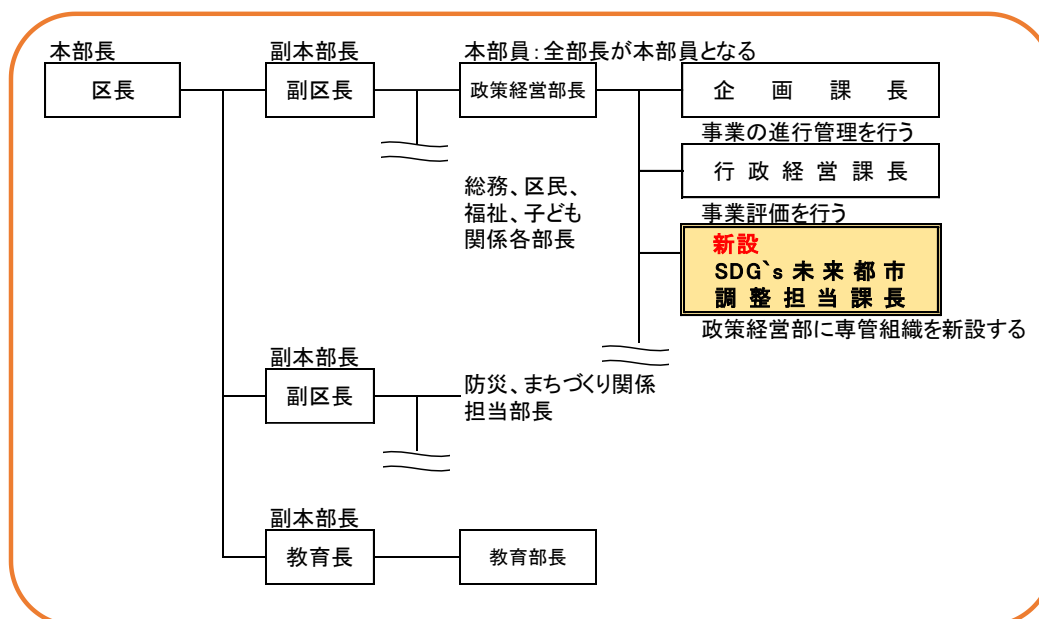 本部長
区長
副本部長
副区長
本部員：全部長が本部員となる
政策経営部長
企画課長
事業の進行管理を行う
行政経営課長
事業評価を行う
新設
SDG`s未来都市
調整担当課長
政策経営部に専管組織を新設する
総務、区民、
福祉、子ども
関係各部長
副本部長
副区長
防災、まちづくり関係
担当部長
副本部長
教育長
教育部長